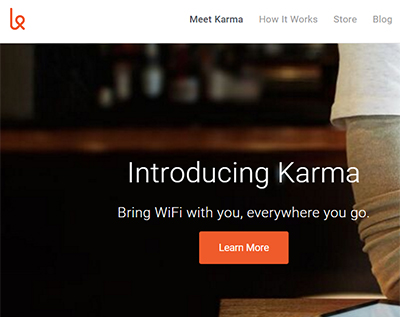 Meet Karma How It Works Store Blog
Introducing Karma
Bring WiFi with you, everywhere you go.
Learn More